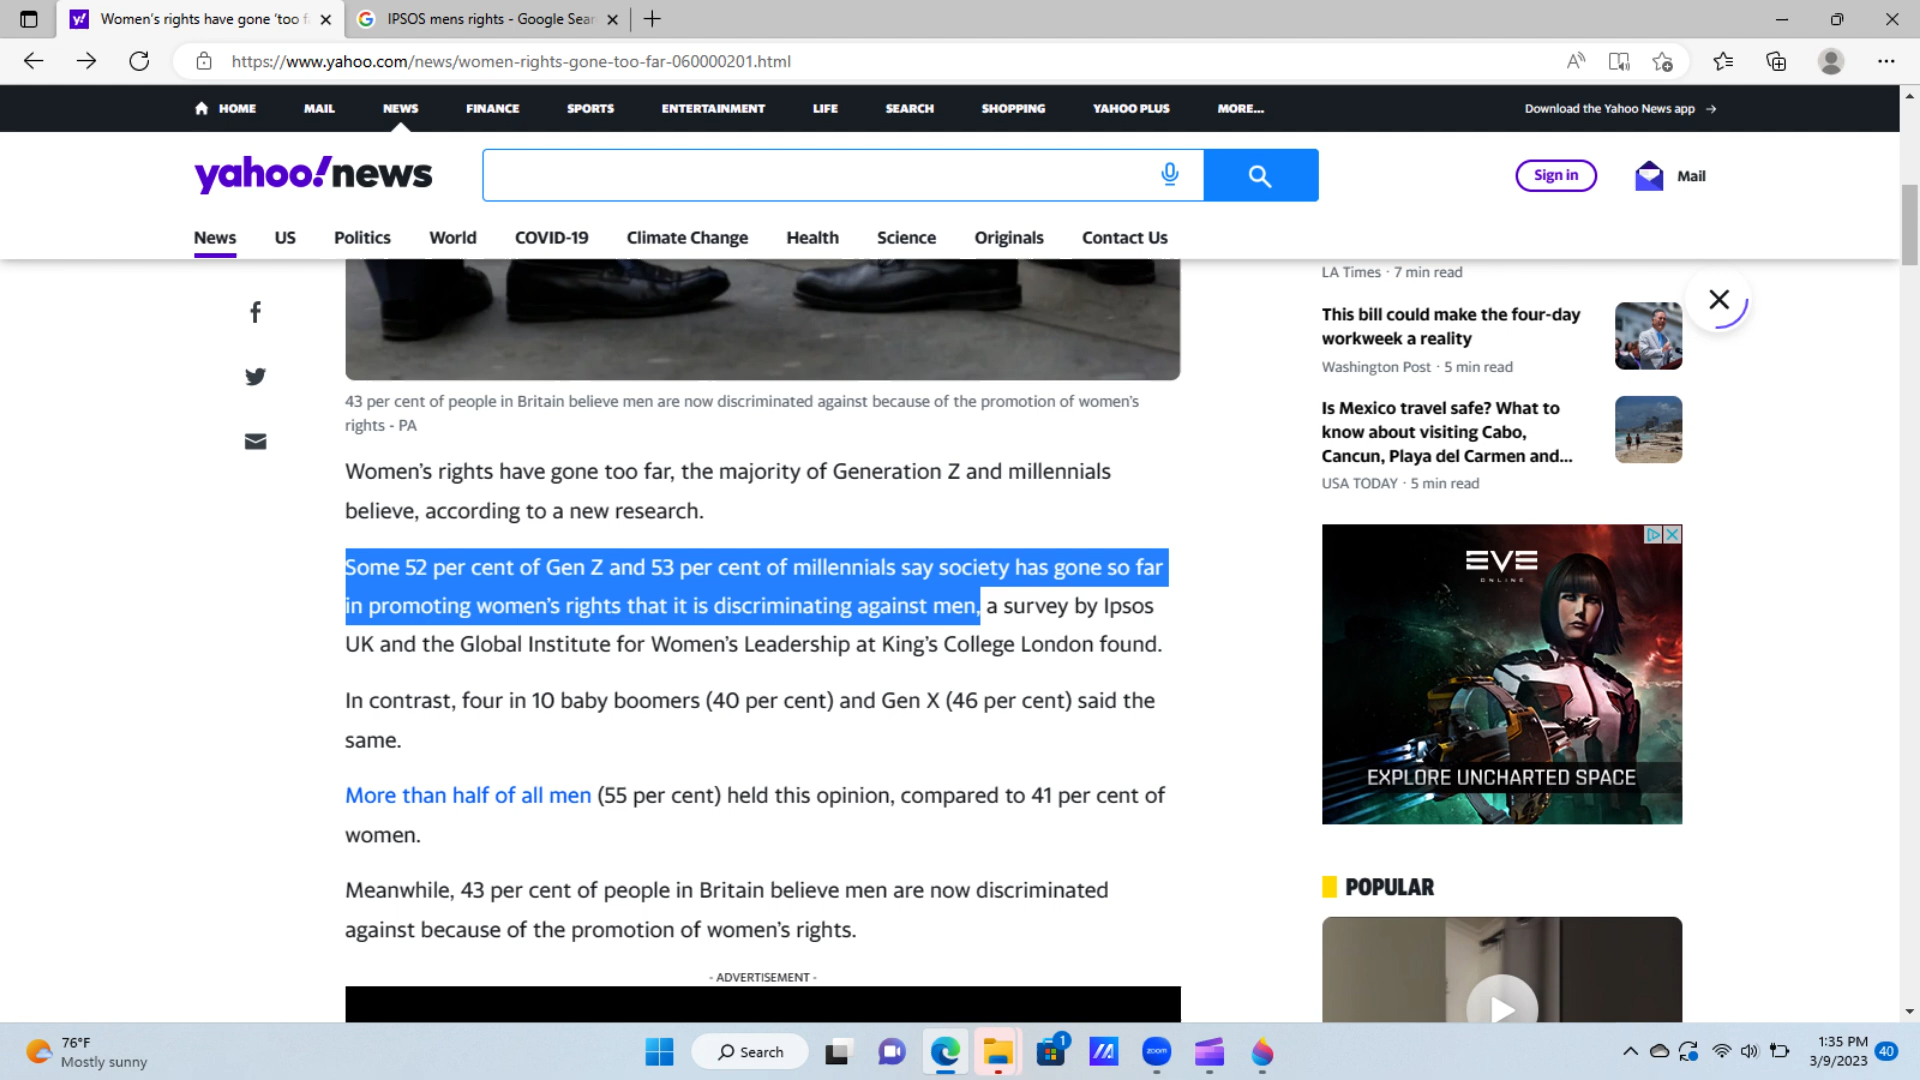 Women's rights have gone 'too f
IPSOS mens rights - Google Sear
https://www.yahoo.com/news/women-rights-gone-too-far-060000201.html
HOME MAIL NEWS FINANCE SPORTS ENTERTAINMENT LIFE SEARCH SHOPPING YAHOO PLUS MORE... Download the Yahoo News app →
yahoo!news
Sign in Mail
News US Politics World COVID-19 Climate Change Health Science Originals Contact Us
43 per cent of people in Britain believe men are now discriminated against because of the promotion of women's
rights - PA
Women's rights have gone too far, the majority of Generation Z and millennials
believe, according to a new research.
Some 52 per cent of Gen Z and 53 per cent of millennials say society has gone so far
in promoting women's rights that it is discriminating against men, a survey by Ipsos
UK and the Global Institute for Women's Leadership at King's College London found.
In contrast, four in 10 baby boomers (40 per cent) and Gen X (46 per cent) said the
same.
More than half of all men (55 per cent) held this opinion, compared to 41 per cent of
women.
Meanwhile, 43 per cent of people in Britain believe men are now discriminated
against because of the promotion of women's rights.
- ADVERTISEMENT -
LA Times · 7 min read
This bill could make the four-day
workweek a reality
Washington Post · 5 min read
Is Mexico travel safe? What to
know about visiting Cabo,
Cancun, Playa del Carmen and...
USA TODAY · 5 min read
EVE
ONLINE
EXPLORE UNCHARTED SPACE
POPULAR
76°F
Mostly sunny
Search
1
zoom
1:35 PM
3/9/2023
40